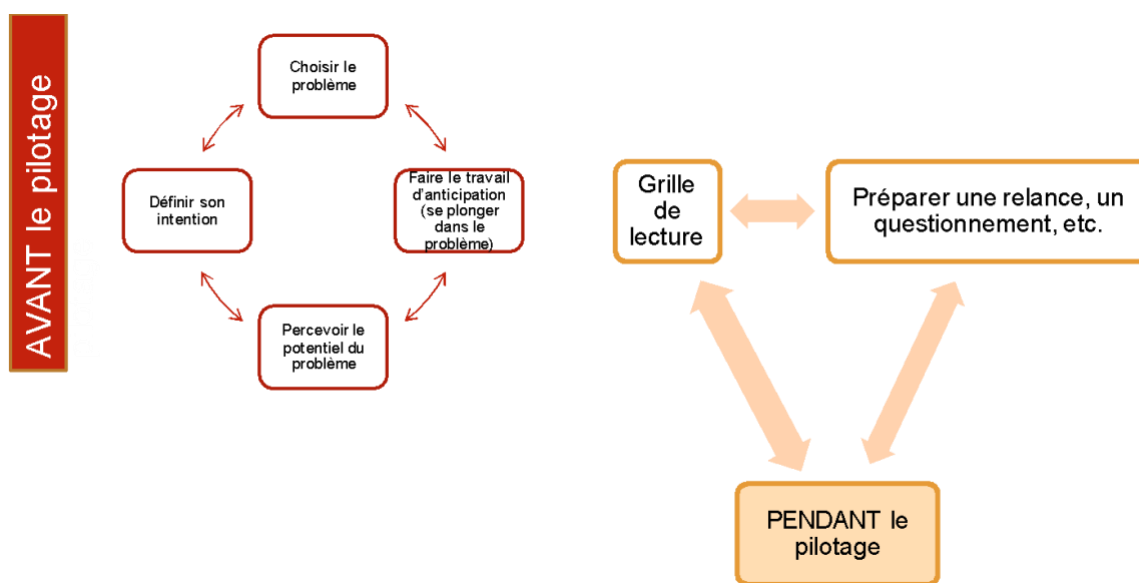 AVANT le pilotage
Choisir le
problème
Définir son
intention
Faire le travail
d'anticipation
(se plonger
dans le
problème)
Percevoir le
potentiel du
problème
Grille
de
lecture
Préparer une relance, un
questionnement, etc.
PENDANT le
pilotage